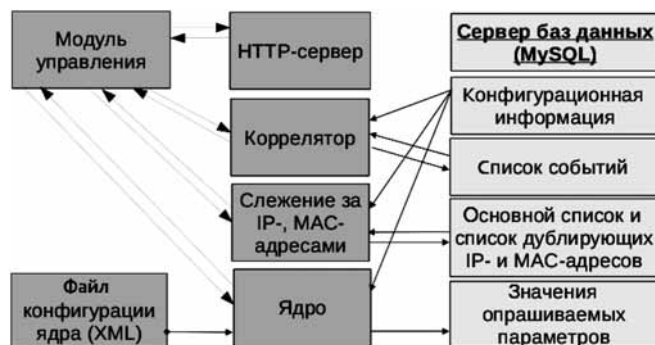 Модуль
управления
HTTP-сервер
Сервер баз данных
(MySQL)
Конфигурационная
информация
Коррелятор
Список событий
Слежение за
IP-, MAC-
адресами
Основной список и
список дублирующих
IP- и MAC-адресов
Файл
конфигурации
ядра (XML)
Ядро
Значения
опрашиваемых
параметров